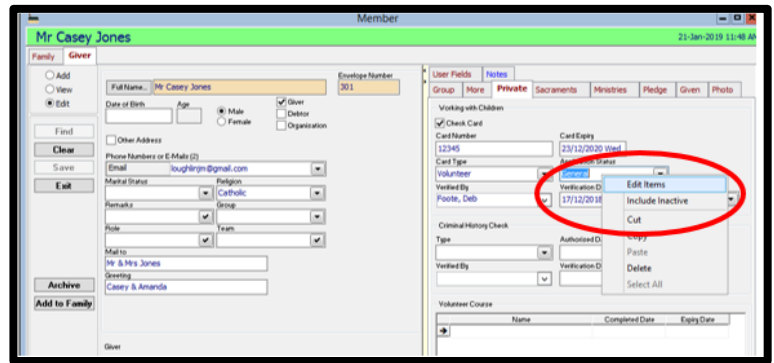 Member
Mr Casey Jones
21-Jan-2019 11:48 AM
Family Giver
Add
View
Edit
Find
Clear
Save
Exit
Archive
Add to Family
Full Name... Mr Casey Jones
Envelope Number
301
Date of Birth Age
Male
Female
Giver
Debtor
Organization
Other Address
Phone Numbers or E-Mails (2)
Email loughlinjm@gmail.com
Marital Status Religion
Catholic
Remarks Group
Role Team
Mail to
Mr & Mrs Jones
Greeting
Casey & Amanda
Giver
User Fields Notes
Group More Private Sacraments Ministries Pledge Given Photo
Working with Children
Check Card
Card Number Card Expiry
12345 23/12/2020 Wed
Card Type Application Status
Volunteer General
Verified By Verification D
Foote, Deb 17/12/2018
Edit Items
Include Inactive
Cut
Copy
Paste
Delete
Select All
Criminal History Check
Type Authorised D
Verified By Verification D
Volunteer Course
Name Completed Date Expiry Date